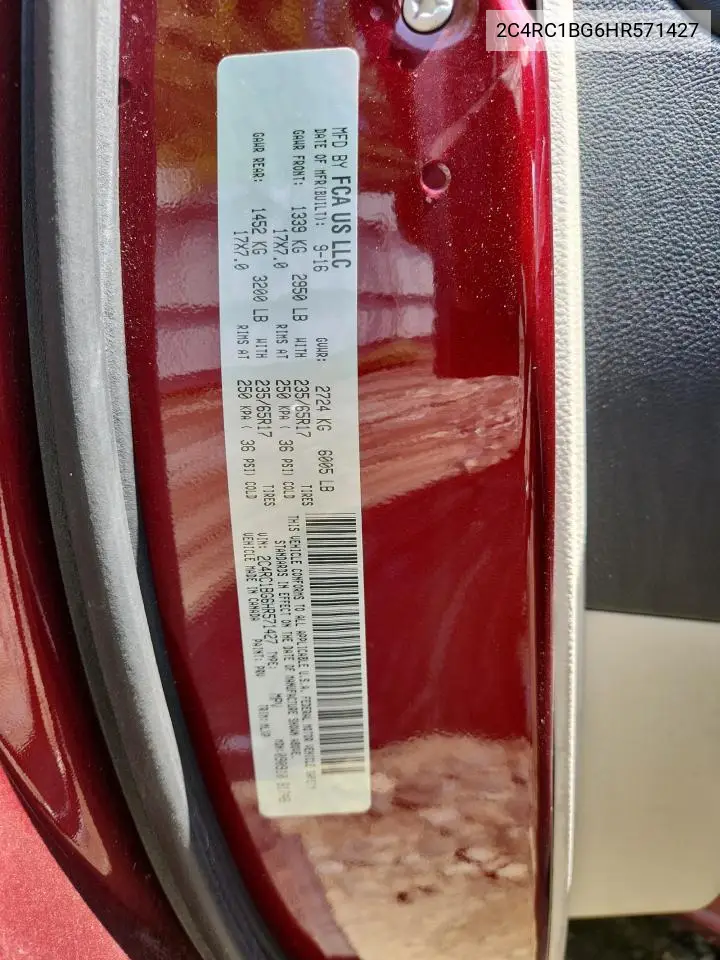 2C4RC1BG6HR571427
MFD BY FCA US LLC
DATE OF MFR(BUILT): 9-16 GVWR: 2724 KG 6005 LB
GAWR FRONT: 1339 KG 2950 LB WITH 235/65R17 TIRES
17X7.0 RIMS AT 250 KPA ( 36 PSI) COLD
GAWR REAR: 1452 KG 3200 LB WITH 235/65R17 TIRES
17X7.0 RIMS AT 250 KPA ( 36 PSI) COLD
THIS VEHICLE CONFORMS TO ALL APPLICABLE U.S.A. FEDERAL MOTOR VEHICLE SAFETY
STANDARDS IN EFFECT ON THE DATE OF MANUFACTURE SHOWN ABOVE.
VIN: 2C4RC1BG6HR571427 TYPE: MPV MDH:
VEHICLE MADE IN CANADA PAINT: TRIM: